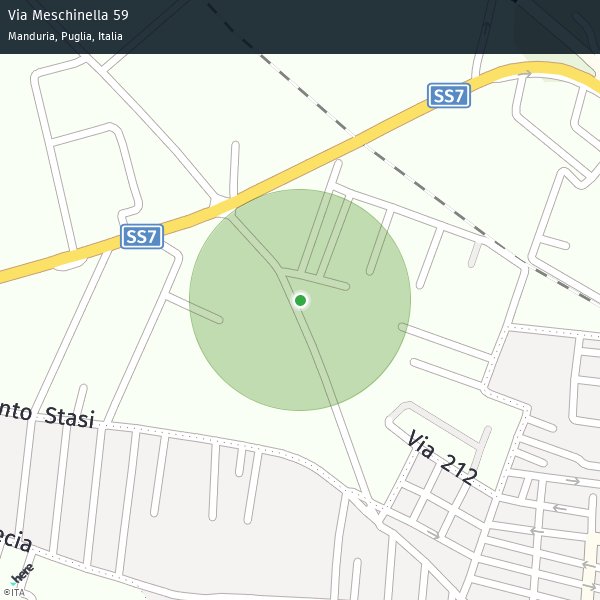 Via Meschinella 59
Manduria, Puglia, Italia
SS7
SS7
nto Stasi
Via 212
ecia
here
©ITA